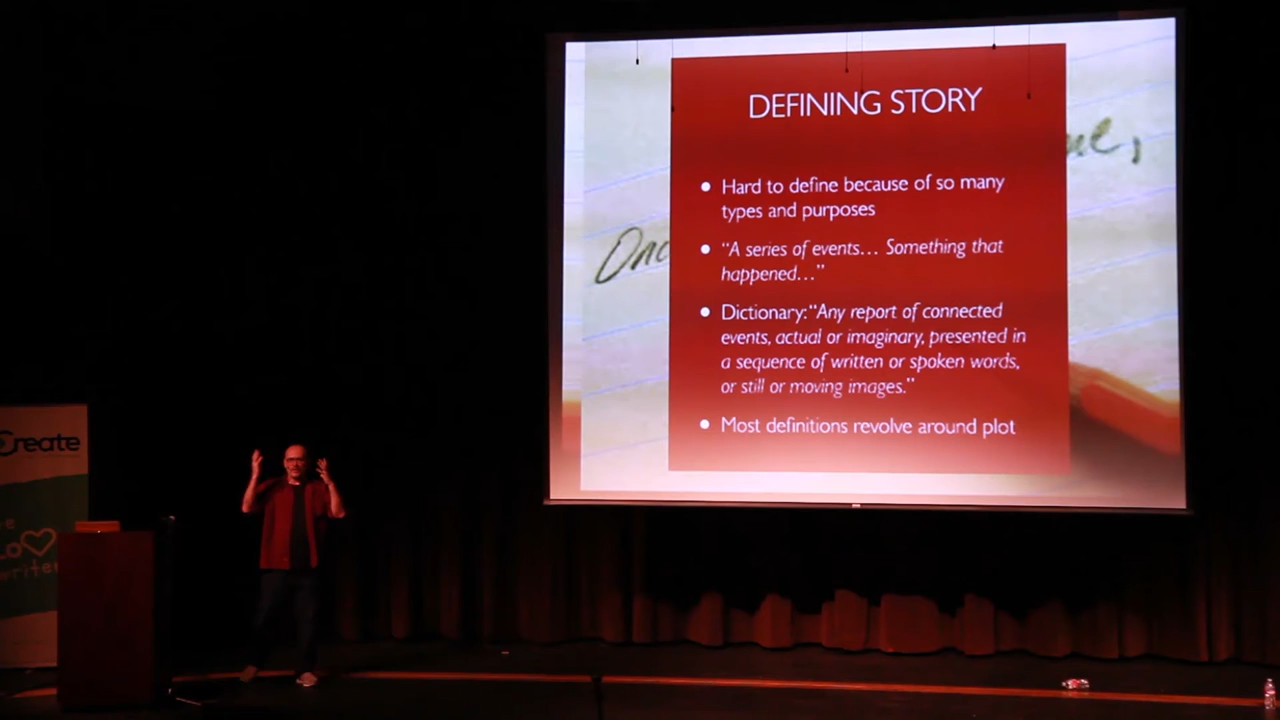 DEFINING STORY
• Hard to define because of so many
types and purposes
• "A series of events… Something that
happened…"
• Dictionary: "Any report of connected
events, actual or imaginary, presented in
a sequence of written or spoken words,
or still or moving images."
• Most definitions revolve around plot
Create